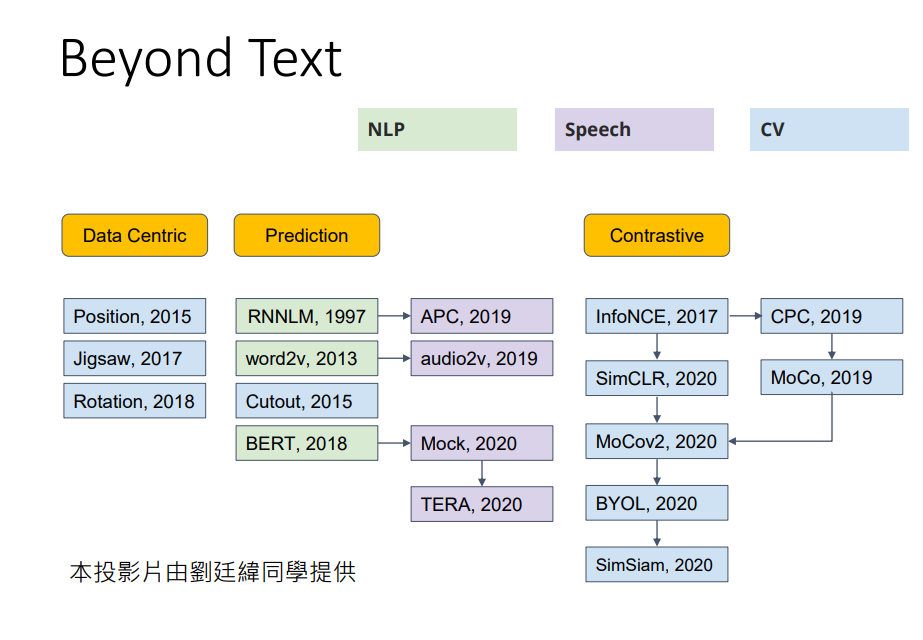 Beyond Text
NLP
Speech
CV
Data Centric
Position, 2015
Jigsaw, 2017
Rotation, 2018
Prediction
RNNLM, 1997
APC, 2019
word2v, 2013
audio2v, 2019
Cutout, 2015
BERT, 2018
Mock, 2020
TERA, 2020
Contrastive
InfoNCE, 2017
CPC, 2019
SimCLR, 2020
MoCo, 2019
MoCov2, 2020
BYOL, 2020
SimSiam, 2020
本投影片由劉廷緯同學提供